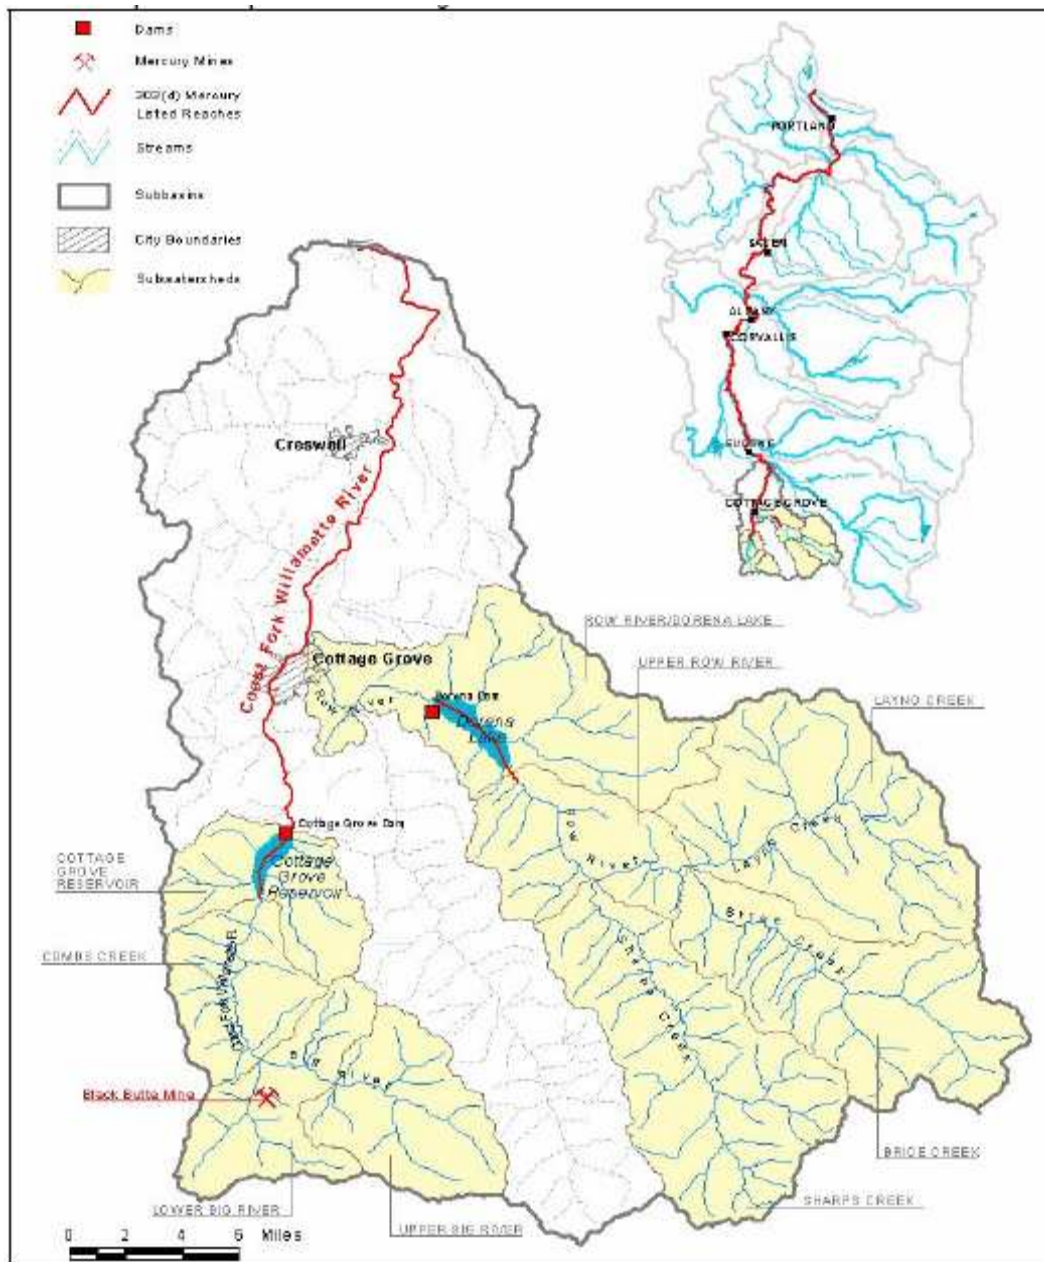 Dams
Mercury Mines
303(d) Mercury
Listed Reaches
Streams
Subbasins
City Boundaries
Subwatersheds
PORTLAND
SALEM
ALBANY
CORVALLIS
EUGENE
COTTAGE GROVE
Creswell
Coast Fork Willamette River
Cottage Grove
Row River
Dorena Dam
Dorena
Lake
ROW RIVER/DORENA LAKE
UPPER ROW RIVER
LAYNG CREEK
Cottage Grove Dam
Cottage
Grove
Reservoir
COTTAGE
GROVE
RESERVOIR
COMBS CREEK
Row River
Layng Creek
Brice Creek
Sharps Creek
Big River
Black Butte Mine
BRICE CREEK
SHARPS CREEK
LOWER BIG RIVER
UPPER BIG RIVER
0 2 4 6 Miles